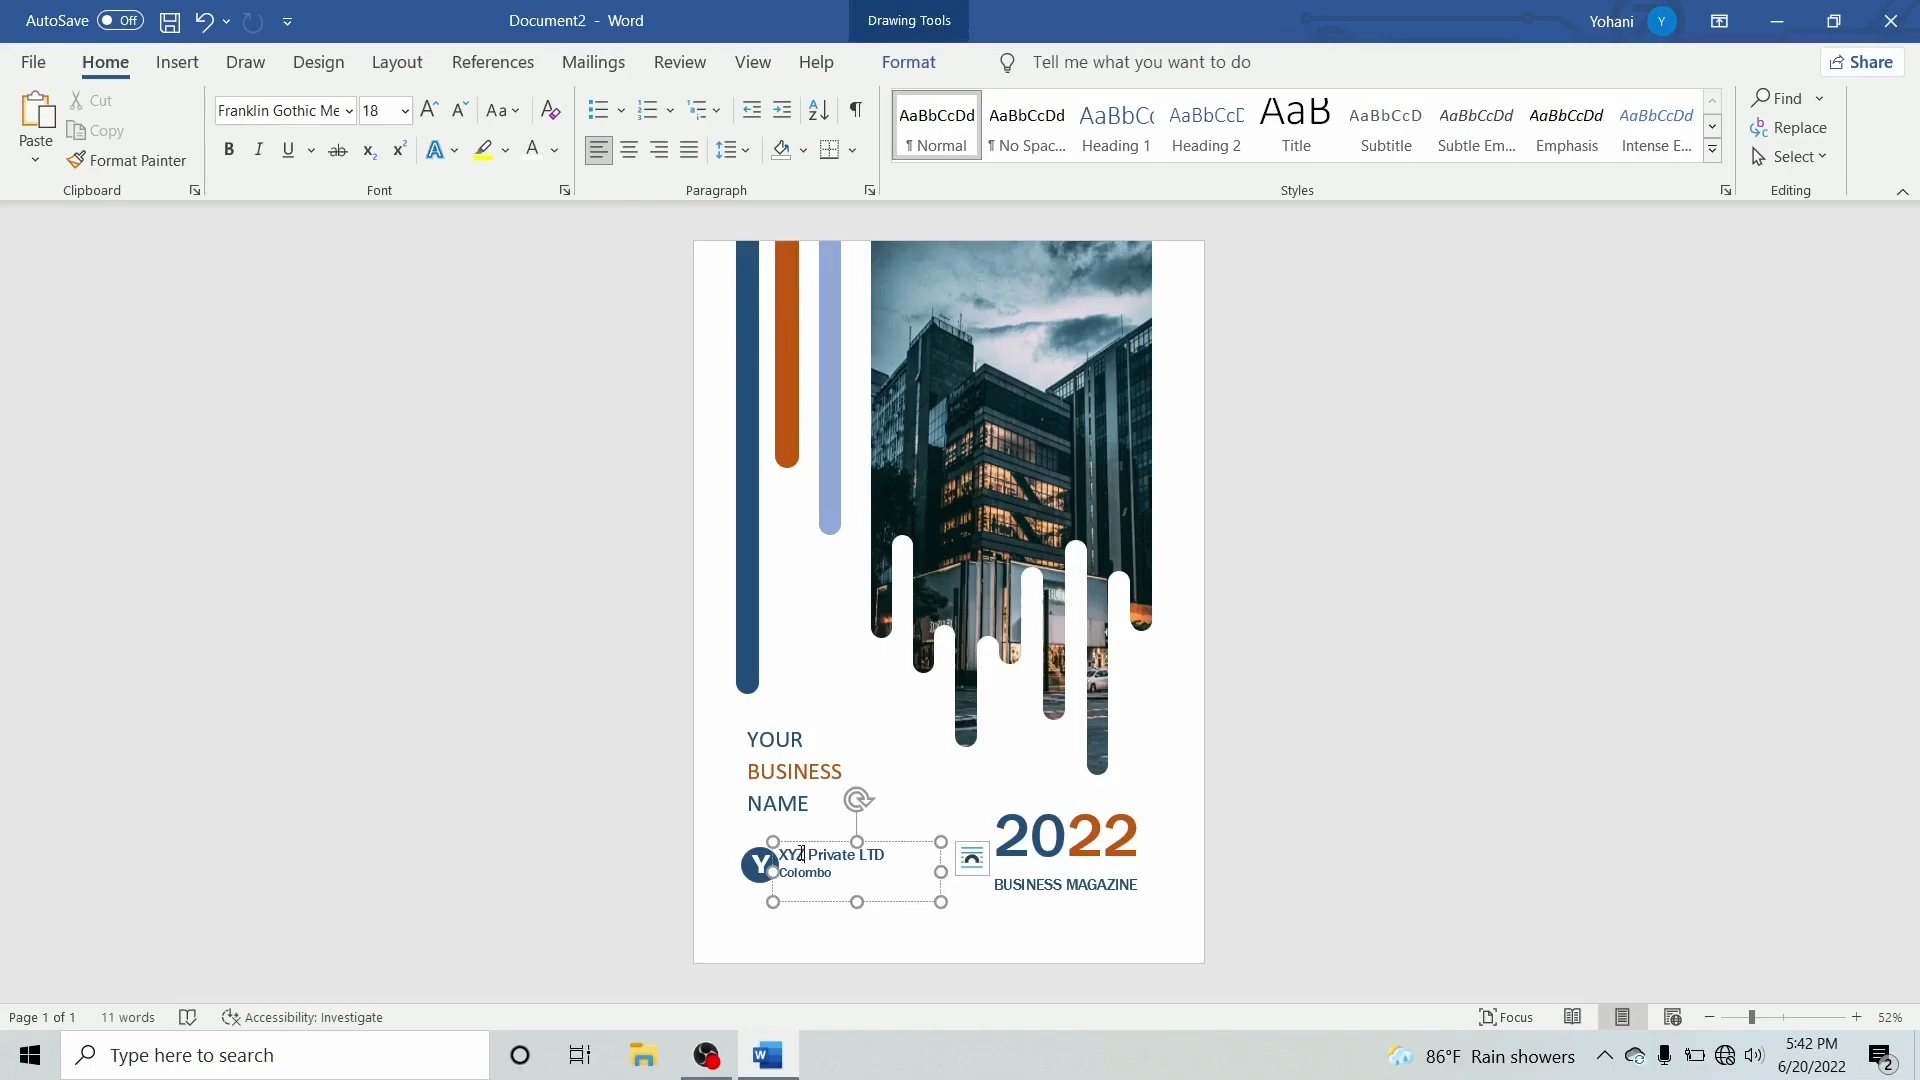 AutoSave Off
Document2 - Word
Drawing Tools
Yohani Y
File Home Insert Draw Design Layout References Mailings Review View Help Format Tell me what you want to do Share
Paste
Cut
Copy
Format Painter
Clipboard
Franklin Gothic Me 18
Font
Paragraph
AaBbCcDd AaBbCcDd AaBbCc AaBbCcD AaB AaBbCcD AaBbCcDd AaBbCcDd AaBbCcDd
¶ Normal ¶ No Spac... Heading 1 Heading 2 Title Subtitle Subtle Em... Emphasis Intense E...
Styles
Find
Replace
Select
Editing
YOUR
BUSINESS
NAME
Y
XYZ Private LTD
Colombo
2022
BUSINESS MAGAZINE
Page 1 of 1 11 words Accessibility: Investigate Focus 52%
Type here to search
86°F Rain showers
5:42 PM
6/20/2022
2